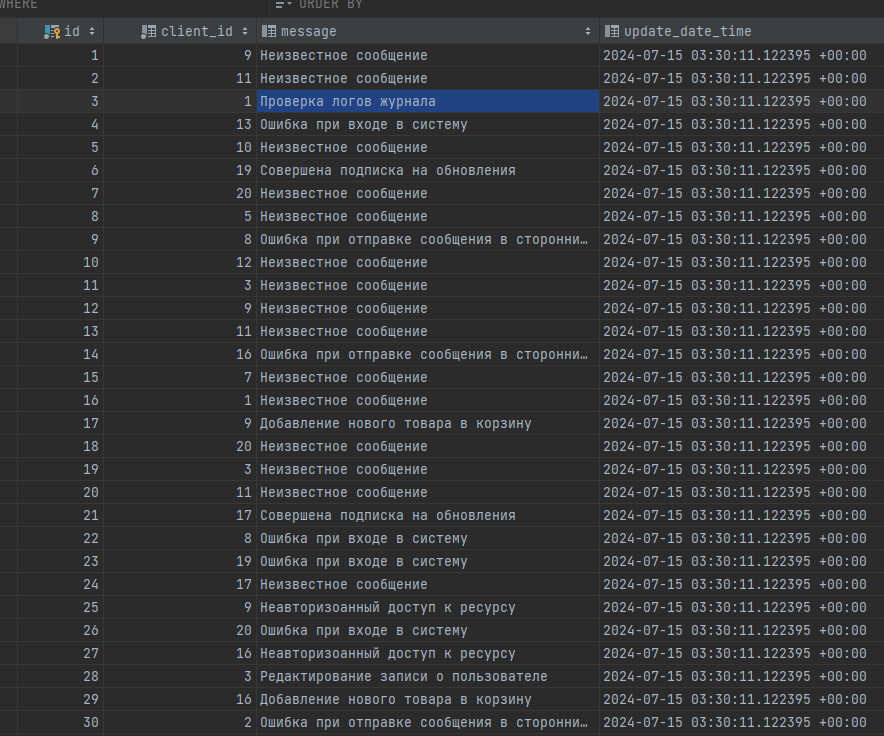 WHERE ORDER BY
id client_id message update_date_time
1 9 Неизвестное сообщение 2024-07-15 03:30:11.122395 +00:00
2 11 Неизвестное сообщение 2024-07-15 03:30:11.122395 +00:00
3 1 Проверка логов журнала 2024-07-15 03:30:11.122395 +00:00
4 13 Ошибка при входе в систему 2024-07-15 03:30:11.122395 +00:00
5 10 Неизвестное сообщение 2024-07-15 03:30:11.122395 +00:00
6 19 Совершена подписка на обновления 2024-07-15 03:30:11.122395 +00:00
7 20 Неизвестное сообщение 2024-07-15 03:30:11.122395 +00:00
8 5 Неизвестное сообщение 2024-07-15 03:30:11.122395 +00:00
9 8 Ошибка при отправке сообщения в сторонни… 2024-07-15 03:30:11.122395 +00:00
10 12 Неизвестное сообщение 2024-07-15 03:30:11.122395 +00:00
11 3 Неизвестное сообщение 2024-07-15 03:30:11.122395 +00:00
12 9 Неизвестное сообщение 2024-07-15 03:30:11.122395 +00:00
13 11 Неизвестное сообщение 2024-07-15 03:30:11.122395 +00:00
14 16 Ошибка при отправке сообщения в сторонни… 2024-07-15 03:30:11.122395 +00:00
15 7 Неизвестное сообщение 2024-07-15 03:30:11.122395 +00:00
16 1 Неизвестное сообщение 2024-07-15 03:30:11.122395 +00:00
17 9 Добавление нового товара в корзину 2024-07-15 03:30:11.122395 +00:00
18 20 Неизвестное сообщение 2024-07-15 03:30:11.122395 +00:00
19 3 Неизвестное сообщение 2024-07-15 03:30:11.122395 +00:00
20 11 Неизвестное сообщение 2024-07-15 03:30:11.122395 +00:00
21 17 Совершена подписка на обновления 2024-07-15 03:30:11.122395 +00:00
22 8 Ошибка при входе в систему 2024-07-15 03:30:11.122395 +00:00
23 19 Ошибка при входе в систему 2024-07-15 03:30:11.122395 +00:00
24 17 Неизвестное сообщение 2024-07-15 03:30:11.122395 +00:00
25 9 Неавторизоанный доступ к ресурсу 2024-07-15 03:30:11.122395 +00:00
26 20 Ошибка при входе в систему 2024-07-15 03:30:11.122395 +00:00
27 16 Неавторизоанный доступ к ресурсу 2024-07-15 03:30:11.122395 +00:00
28 3 Редактирование записи о пользователе 2024-07-15 03:30:11.122395 +00:00
29 16 Добавление нового товара в корзину 2024-07-15 03:30:11.122395 +00:00
30 2 Ошибка при отправке сообщения в сторонни… 2024-07-15 03:30:11.122395 +00:00